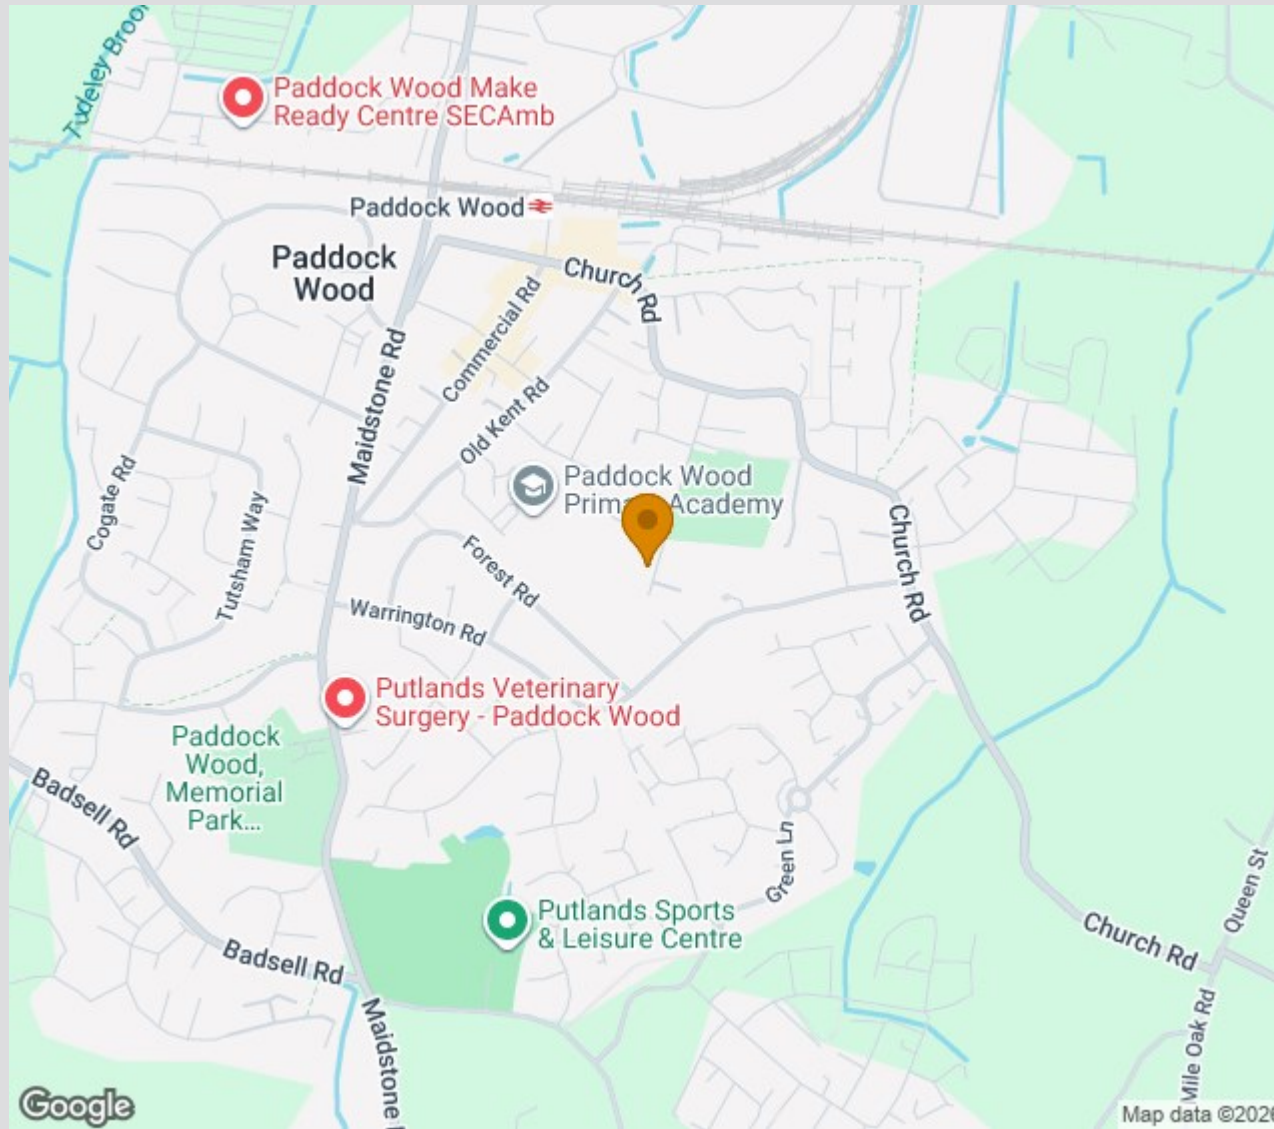 Tudeley Brook
Paddock Wood Make
Ready Centre SECAmb
Paddock Wood
Paddock
Wood
Church Rd
Commercial Rd
Maidstone Rd
Old Kent Rd
Paddock Wood
Primary Academy
Cogate Rd
Tutsham Way
Forest Rd
Church Rd
Warrington Rd
Putlands Veterinary
Surgery - Paddock Wood
Paddock
Wood,
Memorial
Park...
Badsell Rd
Green Ln
Queen St
Putlands Sports
& Leisure Centre
Church Rd
Badsell Rd
Mile Oak Rd
Maidstone
Google
Map data ©2026